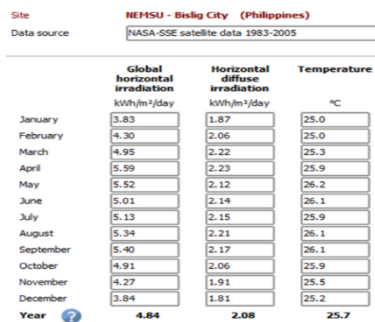 Site NEMSU - Bislig City (Philippines)
Data source NASA-SSE satellite data 1983-2005
Global horizontal irradiation Horizontal diffuse irradiation Temperature
kWh/m²/day kWh/m²/day °C
January 3.83 1.87 25.0
February 4.30 2.06 25.0
March 4.95 2.22 25.3
April 5.59 2.23 25.9
May 5.52 2.12 26.2
June 5.01 2.14 26.1
July 5.13 2.15 25.9
August 5.34 2.21 26.1
September 5.40 2.17 26.1
October 4.91 2.06 25.9
November 4.27 1.91 25.5
December 3.84 1.81 25.2
Year ? 4.84 2.08 25.7